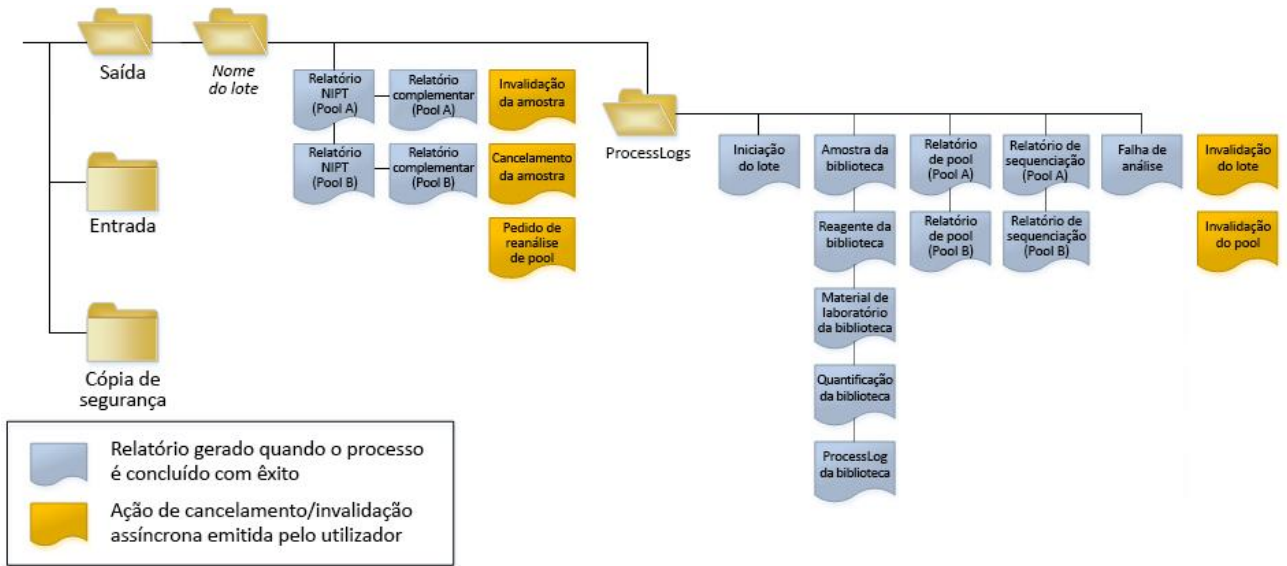 Saída
Nome
do lote
Relatório
NIPT
(Pool A)
Relatório
complementar
(Pool A)
Invalidação
da amostra
Relatório
NIPT
(Pool B)
Relatório
complementar
(Pool B)
Cancelamento
da amostra
Pedido de
reanálise
de pool
ProcessLogs
Iniciação
do lote
Amostra da
biblioteca
Relatório
de pool
(Pool A)
Relatório de
sequenciação
(Pool A)
Falha de
análise
Invalidação
do lote
Reagente da
biblioteca
Relatório
de pool
(Pool B)
Relatório de
sequenciação
(Pool B)
Invalidação
do pool
Material de
laboratório
da biblioteca
Quantificação
da biblioteca
ProcessLog
da biblioteca
Entrada
Cópia de
segurança
Relatório gerado quando o processo
é concluído com êxito
Ação de cancelamento/invalidação
assíncrona emitida pelo utilizador